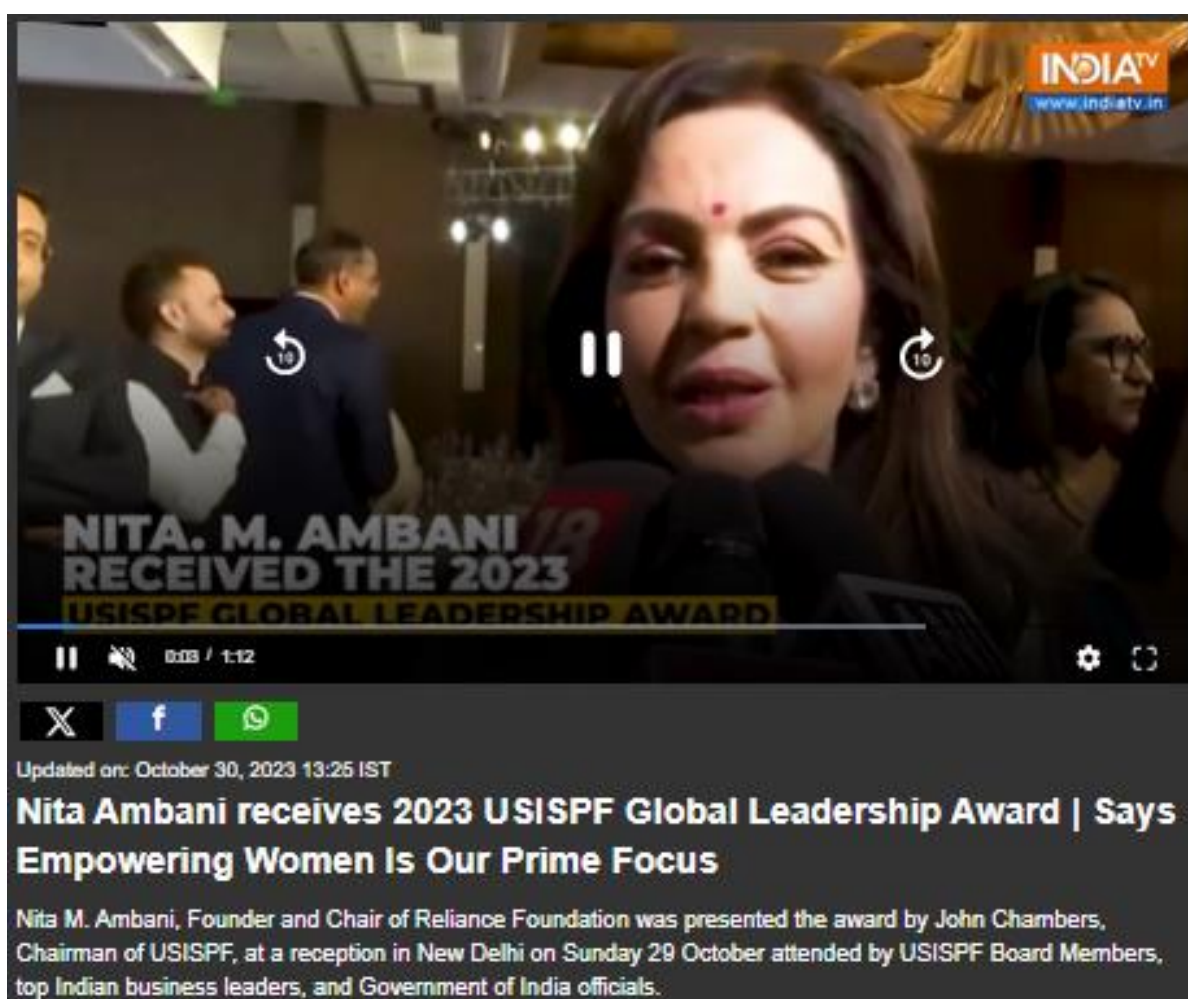 INDIA TV
www.indiatv.in
10
10
18
NITA. M. AMBANI
RECEIVED THE 2023
USISPF GLOBAL LEADERSHIP AWARD
0:03 / 1:12
X
f
Updated on: October 30, 2023 13:25 IST
Nita Ambani receives 2023 USISPF Global Leadership Award | Says
Empowering Women Is Our Prime Focus
Nita M. Ambani, Founder and Chair of Reliance Foundation was presented the award by John Chambers,
Chairman of USISPF, at a reception in New Delhi on Sunday 29 October attended by USISPF Board Members,
top Indian business leaders, and Government of India officials.